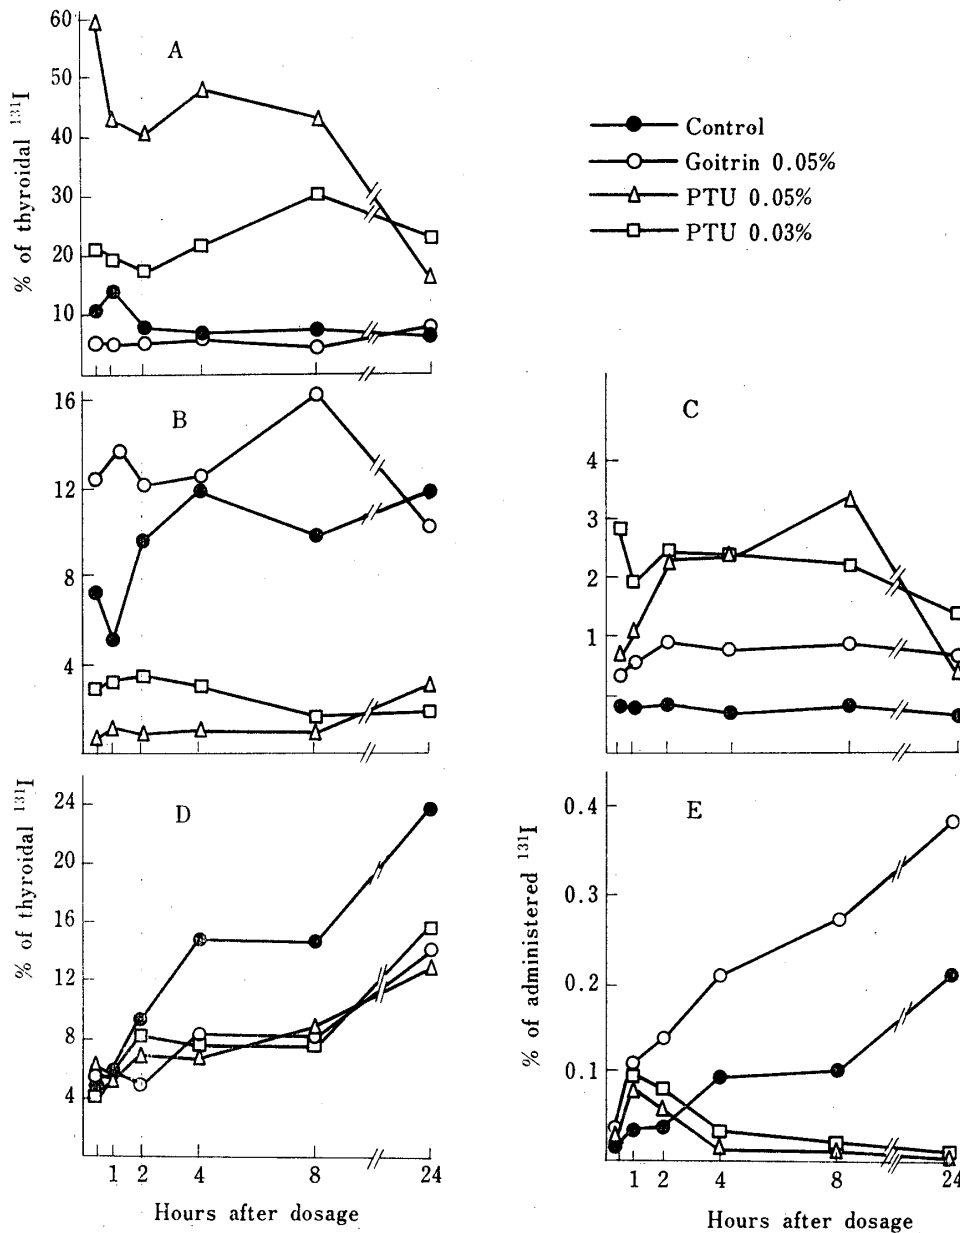 60
50
40
30
20
10
% of thyroidal ¹³¹I
A
Control
Goitrin 0.05%
PTU 0.05%
PTU 0.03%
16
12
8
4
B
4
3
2
1
C
24
20
16
12
8
4
% of thyroidal ¹³¹I
D
1 2 4 8 24
Hours after dosage
0.4
0.3
0.2
0.1
% of administered ¹³¹I
E
1 2 4 8 24
Hours after dosage